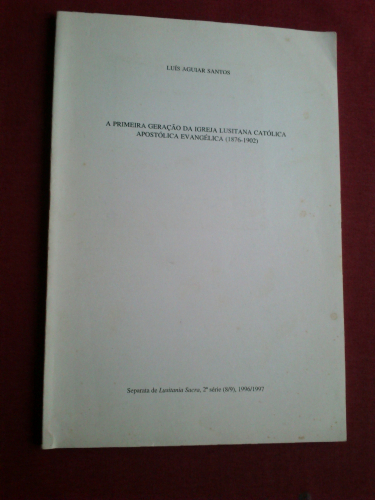 LUÍS AGUIAR SANTOS
A PRIMEIRA GERAÇÃO DA IGREJA LUSITANA CATÓLICA
APOSTÓLICA EVANGÉLICA (1876-1902)
Separata de Lusitania Sacra, 2ª série (8/9), 1996/1997